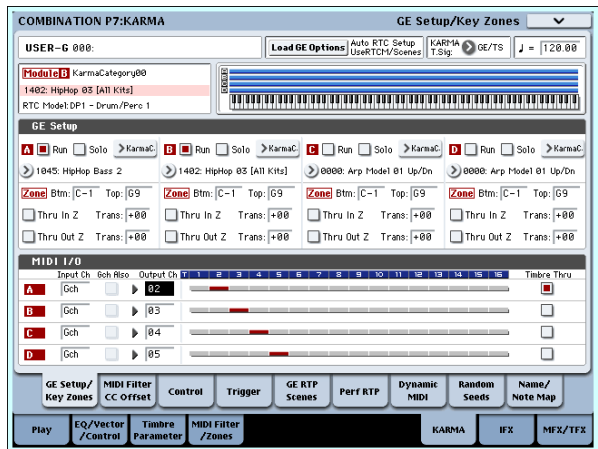 COMBINATION P7:KARMA GE Setup/Key Zones
USER-G 000: Load GE Options Auto RTC Setup UseRTCM/Scenes KARMA T.Sig: GE/TS ♩ = 120.00
Module B KarmaCategory00
1402: HipHop 03 [All Kits]
RTC Model: DP1 - Drum/Perc 1
GE Setup
A Run Solo KarmaC. B Run Solo KarmaC. C Run Solo KarmaC. D Run Solo KarmaC.
1045: HipHop Bass 2 1402: HipHop 03 [All Kits] 0000: Arp Model 01 Up/Dn 0000: Arp Model 01 Up/Dn
Zone Btm: C-1 Top: G9 Zone Btm: C-1 Top: G9 Zone Btm: C-1 Top: G9 Zone Btm: C-1 Top: G9
Thru In Z Trans: +00 Thru In Z Trans: +00 Thru In Z Trans: +00 Thru In Z Trans: +00
Thru Out Z Trans: +00 Thru Out Z Trans: +00 Thru Out Z Trans: +00 Thru Out Z Trans: +00
MIDI I/O
Input Ch Gch Also Output Ch T 1 2 3 4 5 6 7 8 9 10 11 12 13 14 15 16 Timbre Thru
A Gch 02
B Gch 03
C Gch 04
D Gch 05
GE Setup/ Key Zones MIDI Filter CC Offset Control Trigger GE RTP Scenes Perf RTP Dynamic MIDI Random Seeds Name/ Note Map
Play EQ/Vector /Control Timbre Parameter MIDI Filter /Zones KARMA IFX MFX/TFX